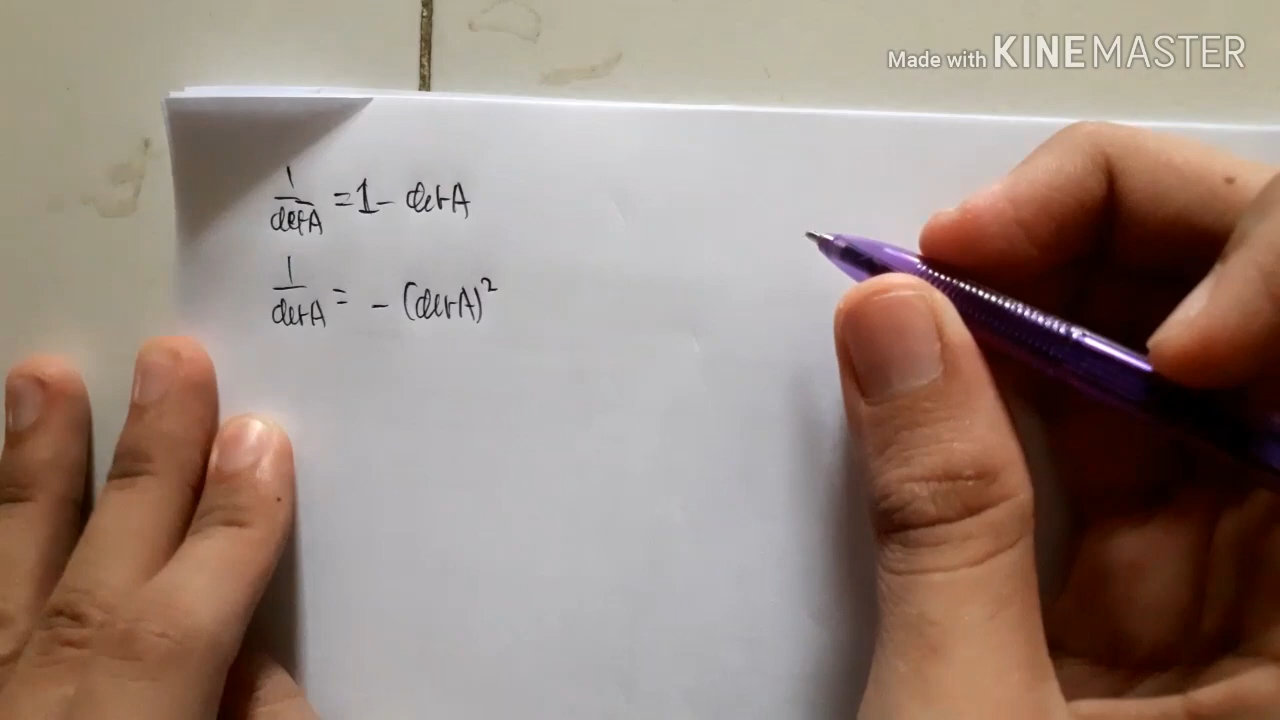 Made with KINEMASTER
1/detA = 1 - detA
1/detA = - (detA)²